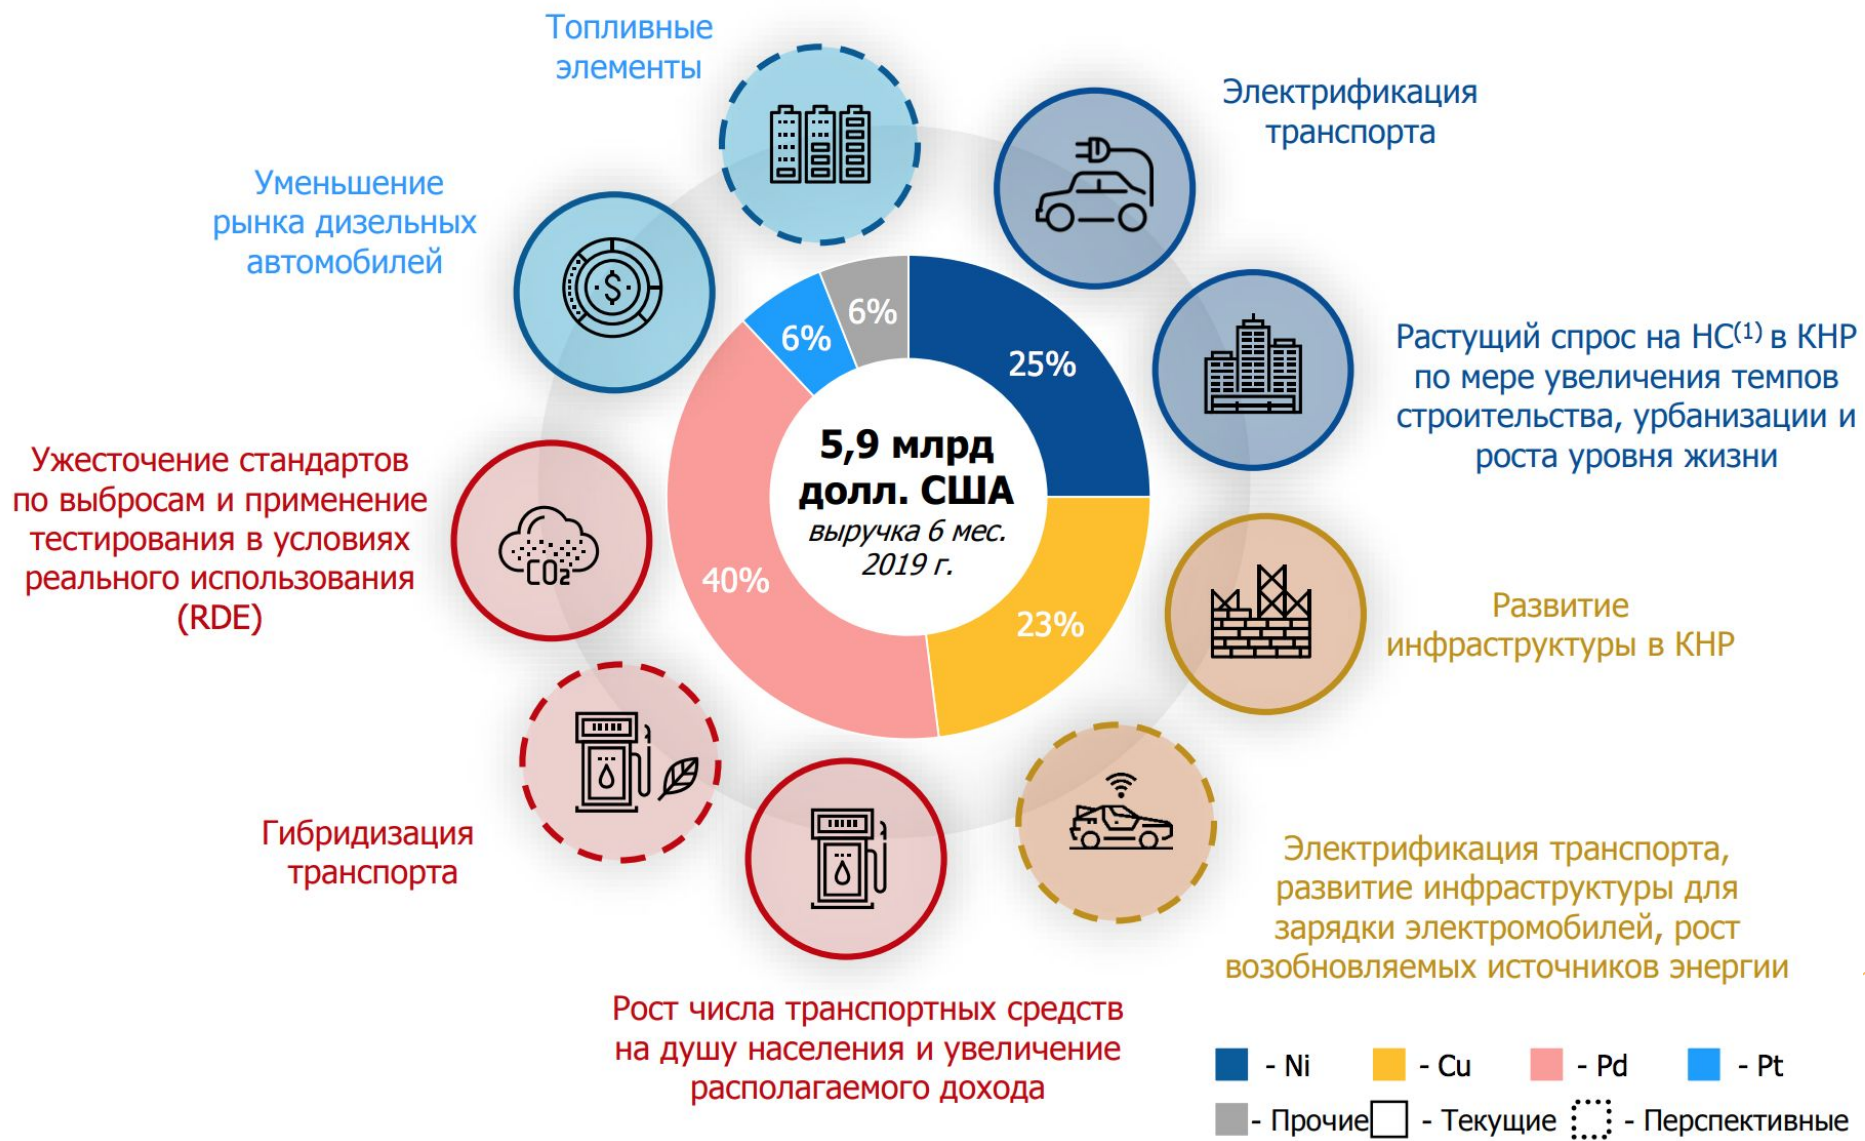 Топливные
элементы
Электрификация
транспорта
Уменьшение
рынка дизельных
автомобилей
Растущий спрос на НС(1) в КНР
по мере увеличения темпов
строительства, урбанизации и
роста уровня жизни
Ужесточение стандартов
по выбросам и применение
тестирования в условиях
реального использования
(RDE)
CO2
6%
6%
25%
40%
23%
5,9 млрд
долл. США
выручка 6 мес.
2019 г.
$
Развитие
инфраструктуры в КНР
Гибридизация
транспорта
Электрификация транспорта,
развитие инфраструктуры для
зарядки электромобилей, рост
возобновляемых источников энергии
Рост числа транспортных средств
на душу населения и увеличение
располагаемого дохода
- Ni - Cu - Pd - Pt
- Прочие - Текущие - Перспективные